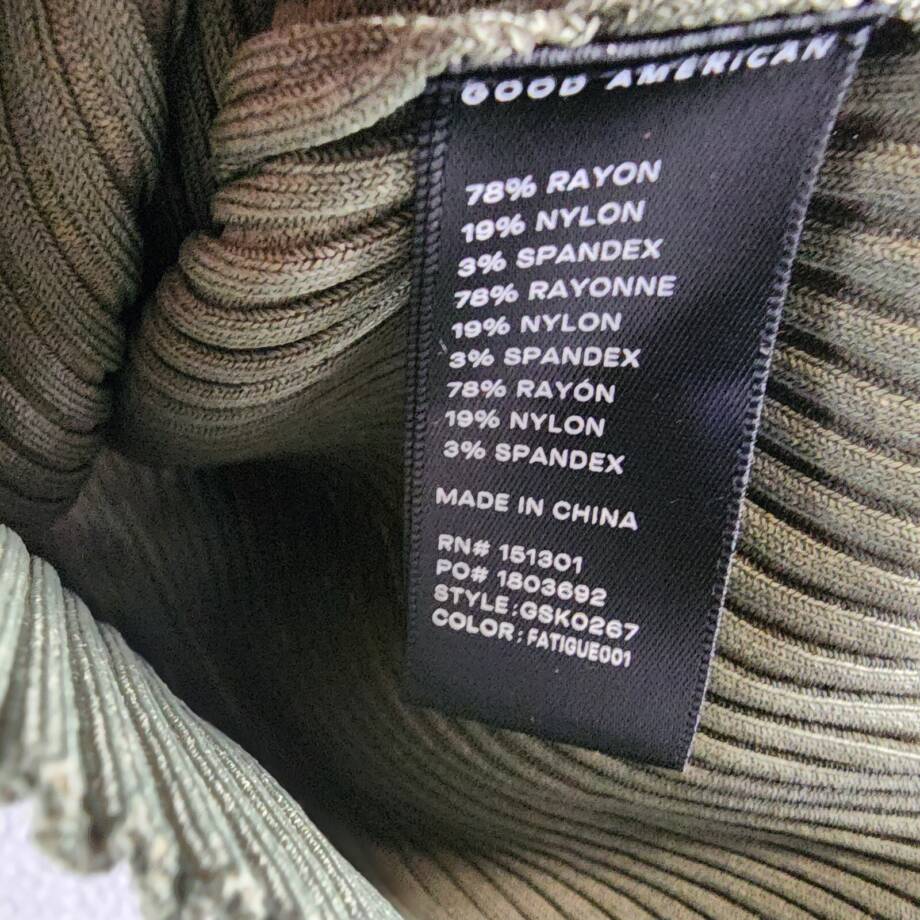 GOOD AMERICAN
78% RAYON
19% NYLON
3% SPANDEX
78% RAYONNE
19% NYLON
3% SPANDEX
78% RAYÓN
19% NYLON
3% SPANDEX
MADE IN CHINA
RN# 151301
PO# 1803692
STYLE:GSK0267
COLOR:FATIGUE001